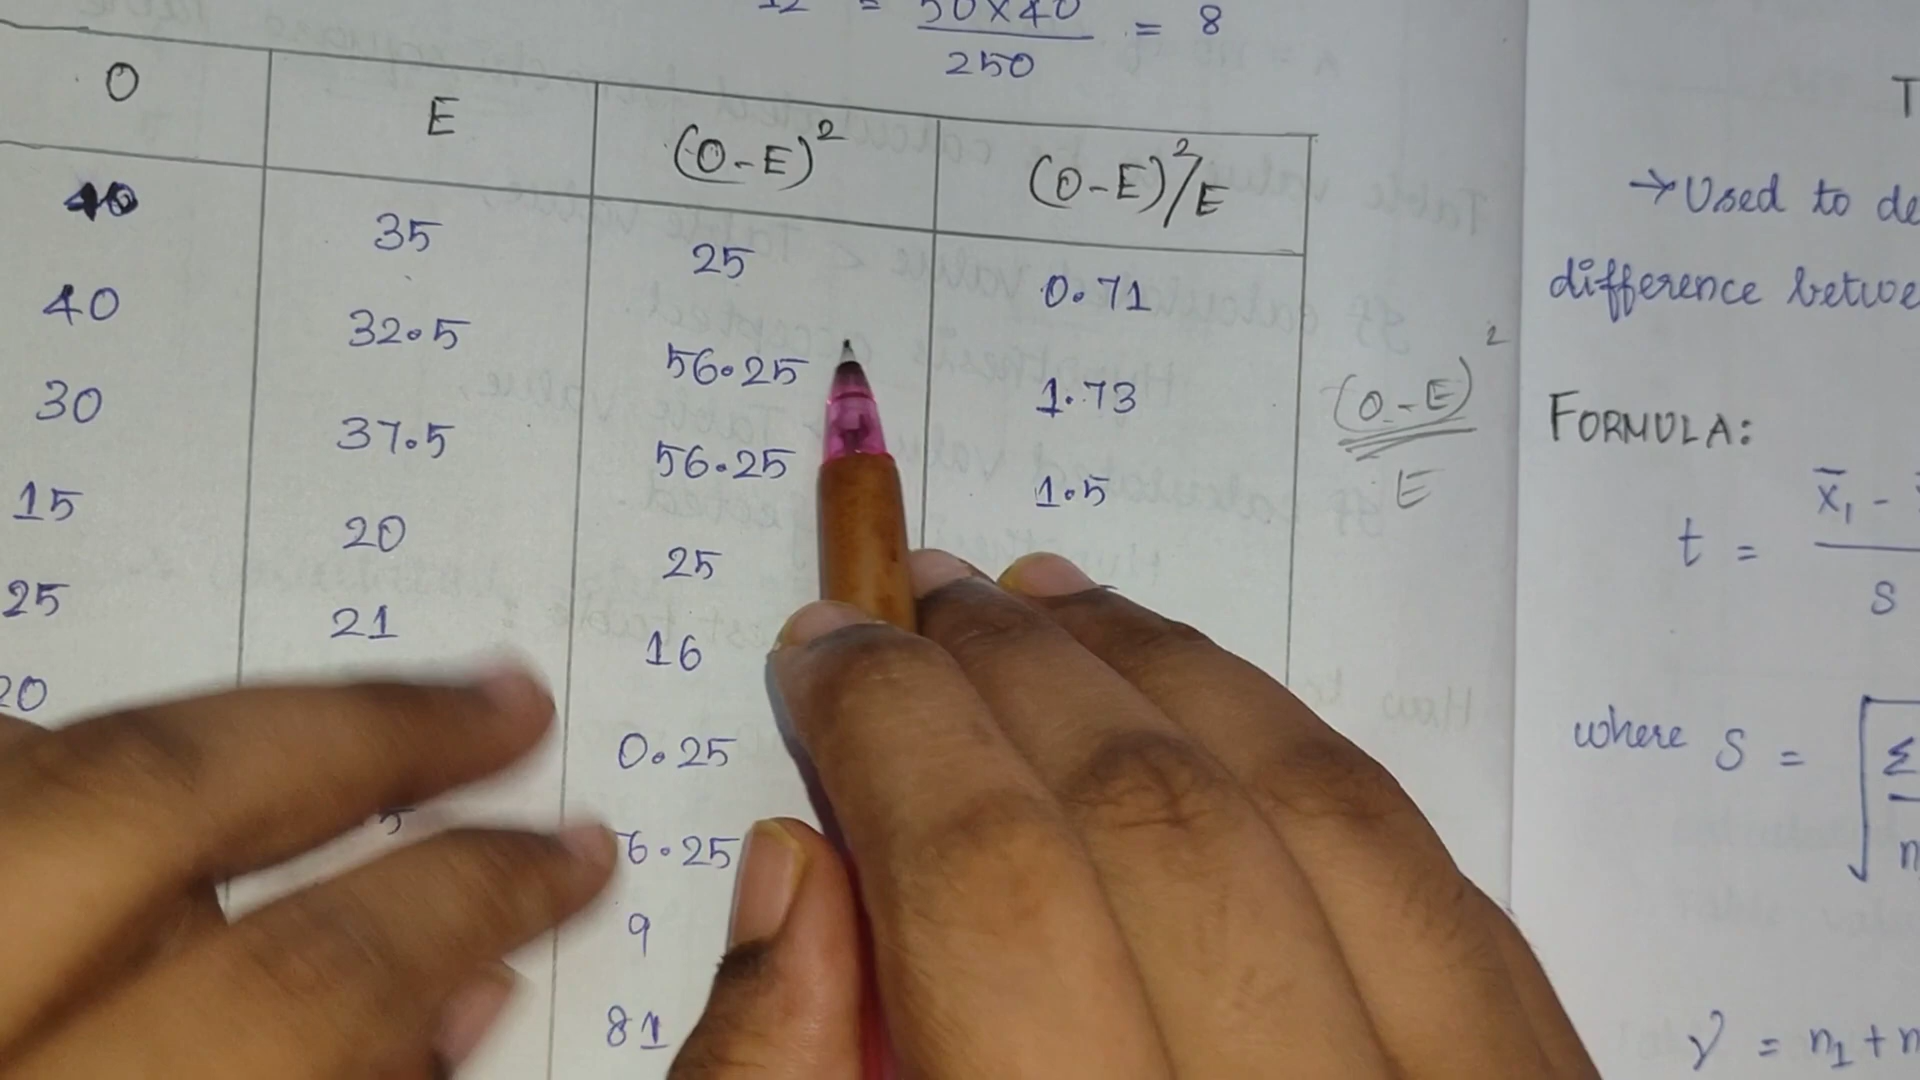 12 = 50 X 40 / 250 = 8
O E (O-E)² (O-E)²/E
40 35 25 0.71
40 32.5 56.25 1.73
30 37.5 56.25 1.5
15 20 25
25 21 16
20 0.25
5 6.25
9
81
(O-E)²
E
→ Used to de
difference betwe
FORMULA:
t = x̄₁ -
S
where S = √ Σ
n
γ = n₁ + n